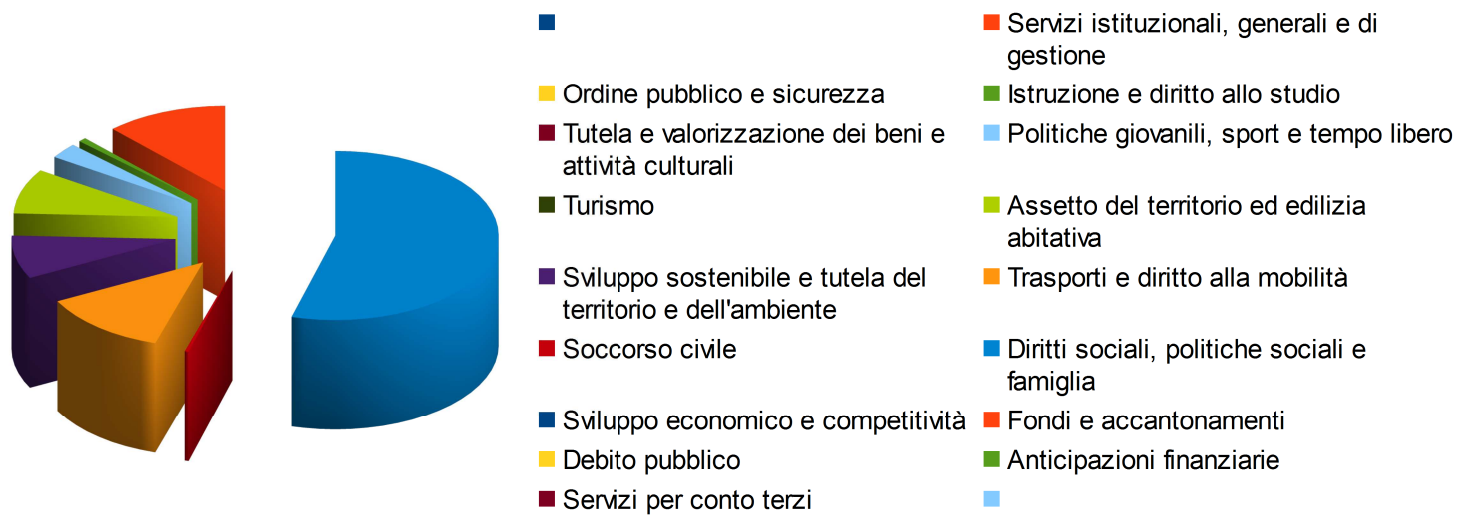 Servizi istituzionali, generali e di
gestione
Ordine pubblico e sicurezza
Istruzione e diritto allo studio
Tutela e valorizzazione dei beni e
attività culturali
Politiche giovanili, sport e tempo libero
Turismo
Assetto del territorio ed edilizia
abitativa
Sviluppo sostenibile e tutela del
territorio e dell'ambiente
Trasporti e diritto alla mobilità
Soccorso civile
Diritti sociali, politiche sociali e
famiglia
Sviluppo economico e competitività
Fondi e accantonamenti
Debito pubblico
Anticipazioni finanziarie
Servizi per conto terzi